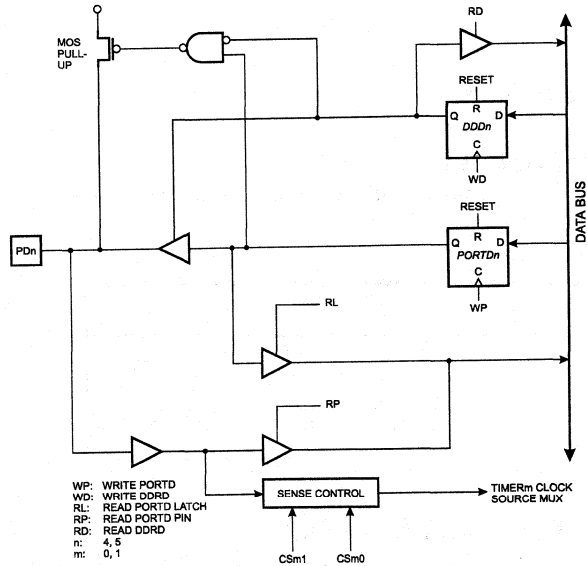 RD
MOS
PULL-
UP
RESET
R
Q
D
DDDn
C
WD
RESET
R
Q
D
PORTDn
C
WP
PDn
DATA BUS
RL
RP
WP: WRITE PORTD
WD: WRITE DDRD
RL: READ PORTD LATCH
RP: READ PORTD PIN
RD: READ DDRD
n: 4, 5
m: 0, 1
SENSE CONTROL
TIMERm CLOCK
SOURCE MUX
CSm1
CSm0